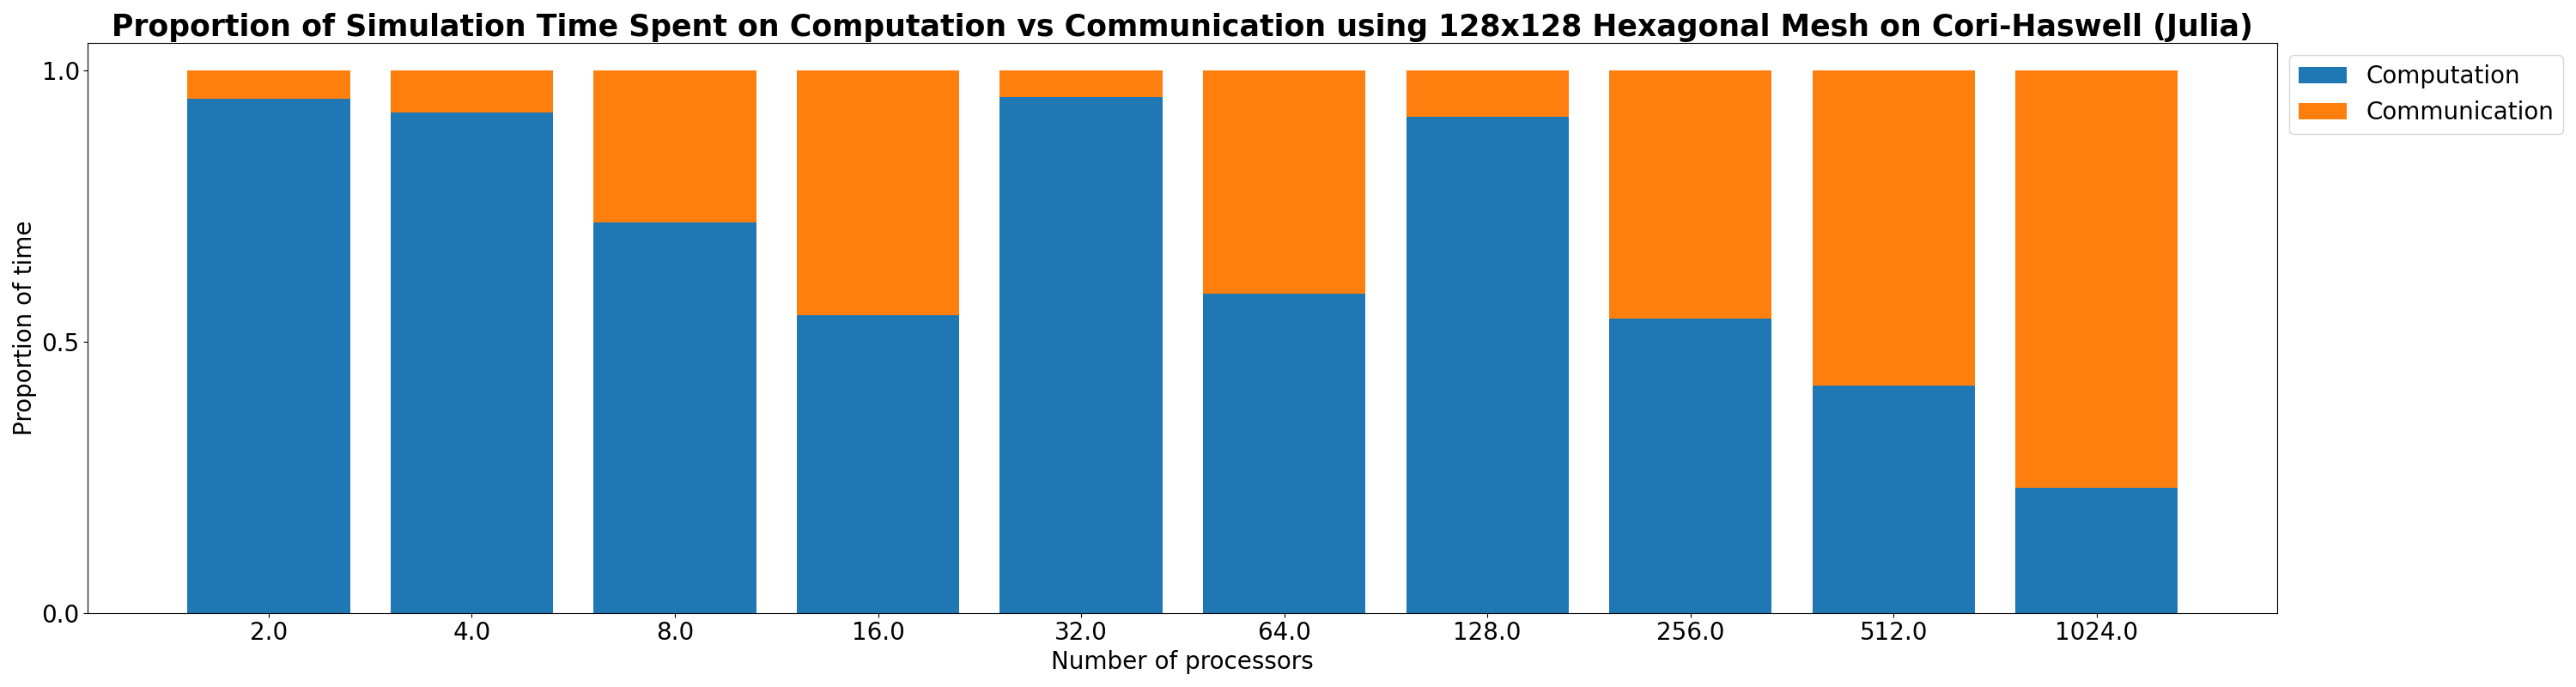 Proportion of Simulation Time Spent on Computation vs Communication using 128x128 Hexagonal Mesh on Cori-Haswell (Julia)
1.0
0.5
0.0
Proportion of time
Computation
Communication
2.0 4.0 8.0 16.0 32.0 64.0 128.0 256.0 512.0 1024.0
Number of processors